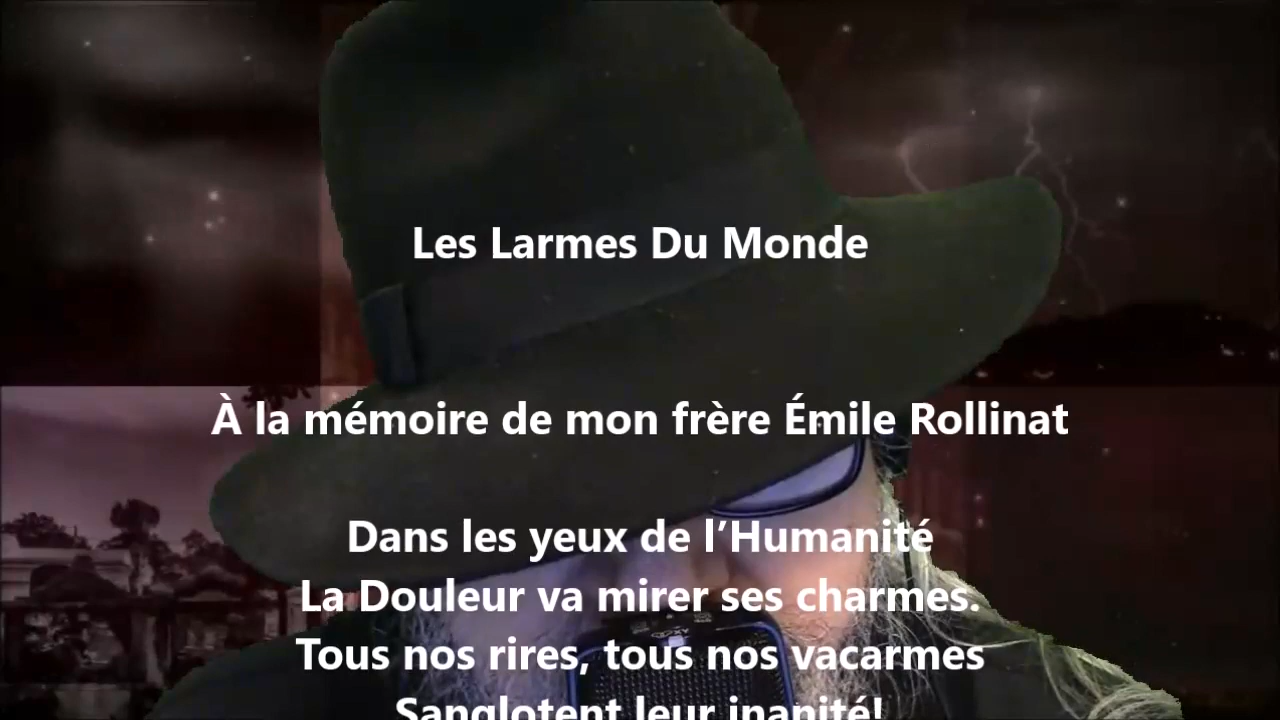 Les Larmes Du Monde
À la mémoire de mon frère Émile Rollinat
Dans les yeux de l’Humanité
La Douleur va mirer ses charmes.
Tous nos rires, tous nos vacarmes
Sanglotent leur inanité!